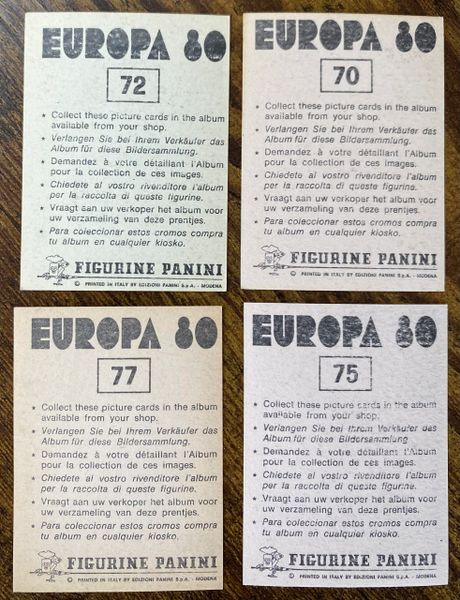 EUROPA 80
72
* Collect these picture cards in the album
available from your shop.
* Verlangen Sie bei Ihrem Verkäufer das
Album für diese Bildersammlung.
* Demandez à votre détaillant l'Album
pour la collection de ces images.
* Chiedete al vostro rivenditore l'album
per la raccolta di queste figurine.
* Vraagt aan uw verkoper het album voor
uw verzameling van deze prentjes.
* Para coleccionar estos cromos compra
tu album en cualquier kiosko.
FIGURINE PANINI
© PRINTED IN ITALY BY EDIZIONI PANINI S.p.A. - MODENA
EUROPA 80
70
* Collect these picture cards in the album
available from your shop.
* Verlangen Sie bei Ihrem Verkäufer das
Album für diese Bildersammlung.
* Demandez à votre détaillant l'Album
pour la collection de ces images.
* Chiedete al vostro rivenditore l'album
per la raccolta di queste figurine.
* Vraagt aan uw verkoper het album voor
uw verzameling van deze prentjes.
* Para coleccionar estos cromos compra
tu album en cualquier kiosko.
FIGURINE PANINI
© PRINTED IN ITALY BY EDIZIONI PANINI S.p.A. - MODENA
EUROPA 80
77
* Collect these picture cards in the album
available from your shop.
* Verlangen Sie bei Ihrem Verkäufer das
Album für diese Bildersammlung.
* Demandez à votre détaillant l'Album
pour la collection de ces images.
* Chiedete al vostro rivenditore l'album
per la raccolta di queste figurine.
* Vraagt aan uw verkoper het album voor
uw verzameling van deze prentjes.
* Para coleccionar estos cromos compra
tu album en cualquier kiosko.
FIGURINE PANINI
© PRINTED IN ITALY BY EDIZIONI PANINI S.p.A. - MODENA
EUROPA 80
75
* Collect these picture cards in the album
available from your shop.
* Verlangen Sie bei Ihrem Verkäufer das
Album für diese Bildersammlung.
* Demandez à votre détaillant l'Album
pour la collection de ces images.
* Chiedete al vostro rivenditore l'album
per la raccolta di queste figurine.
* Vraagt aan uw verkoper het album voor
uw verzameling van deze prentjes.
* Para coleccionar estos cromos compra
tu album en cualquier kiosko.
FIGURINE PANINI
© PRINTED IN ITALY BY EDIZIONI PANINI S.p.A. - MODENA